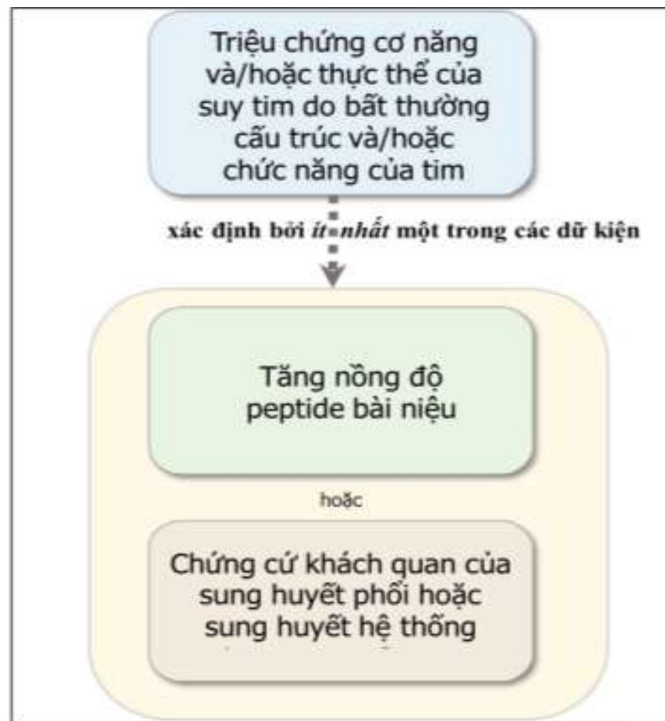 Triệu chứng cơ năng
và/hoặc thực thể của
suy tim do bất thường
cấu trúc và/hoặc
chức năng của tim
xác định bởi ít nhất một trong các dữ kiện
Tăng nồng độ
peptide bài niệu
hoặc
Chứng cứ khách quan của
sung huyết phổi hoặc
sung huyết hệ thống